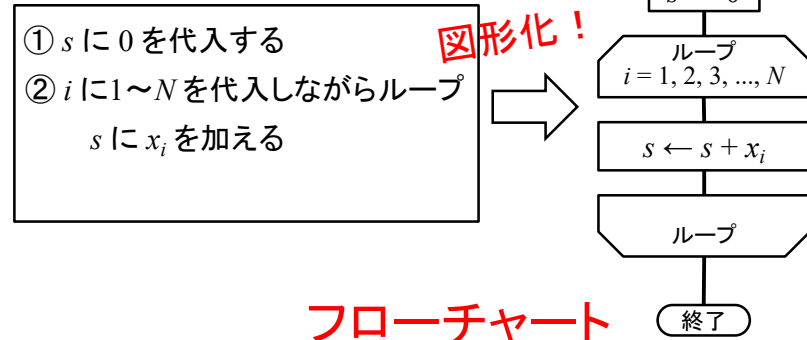 ① s に 0 を代入する
② i に1～N を代入しながらループ
s に x_i を加える
図形化！
ループ
i = 1, 2, 3, ..., N
s ← s + x_i
ループ
終了
フローチャート